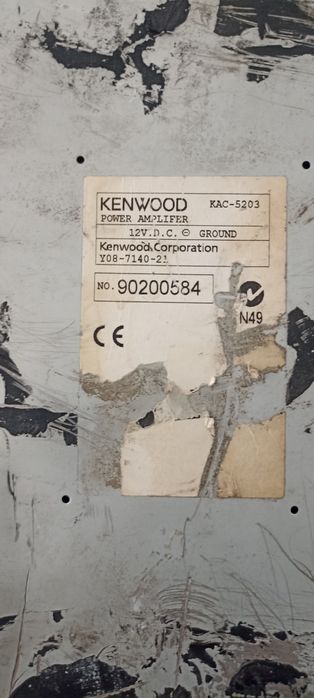 KENWOOD KAC-5203
POWER AMPLIFER
12V.D.C. ⊖ GROUND
Kenwood Corporation
Y08-7140-21
NO. 90200584
N49
CE